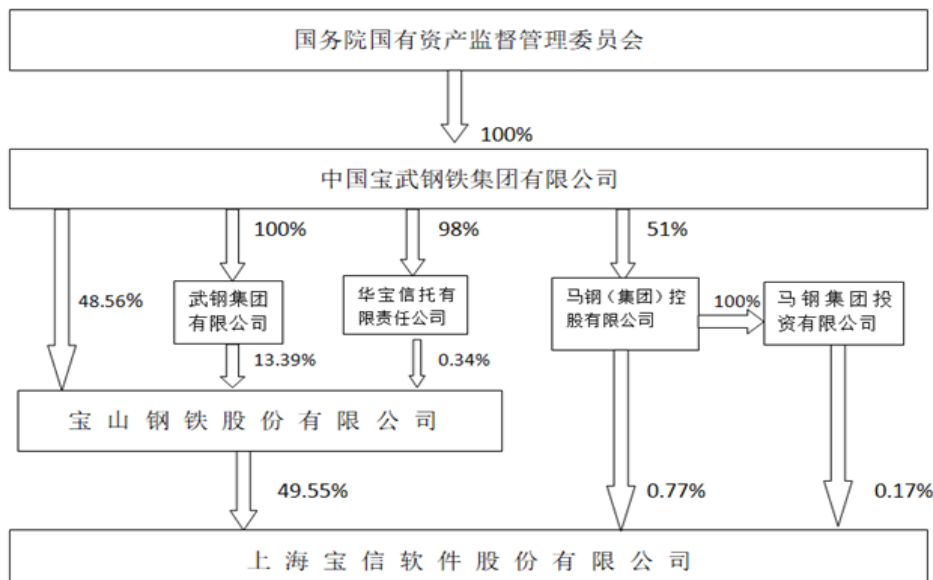 国务院国有资产监督管理委员会
100%
中国宝武钢铁集团有限公司
100%
98%
51%
48.56%
武钢集团
有限公司
华宝信托有
限责任公司
马钢（集团）控
股有限公司
100%
马钢集团投
资有限公司
13.39%
0.34%
宝山钢铁股份有限公司
49.55%
0.77%
0.17%
上海宝信软件股份有限公司